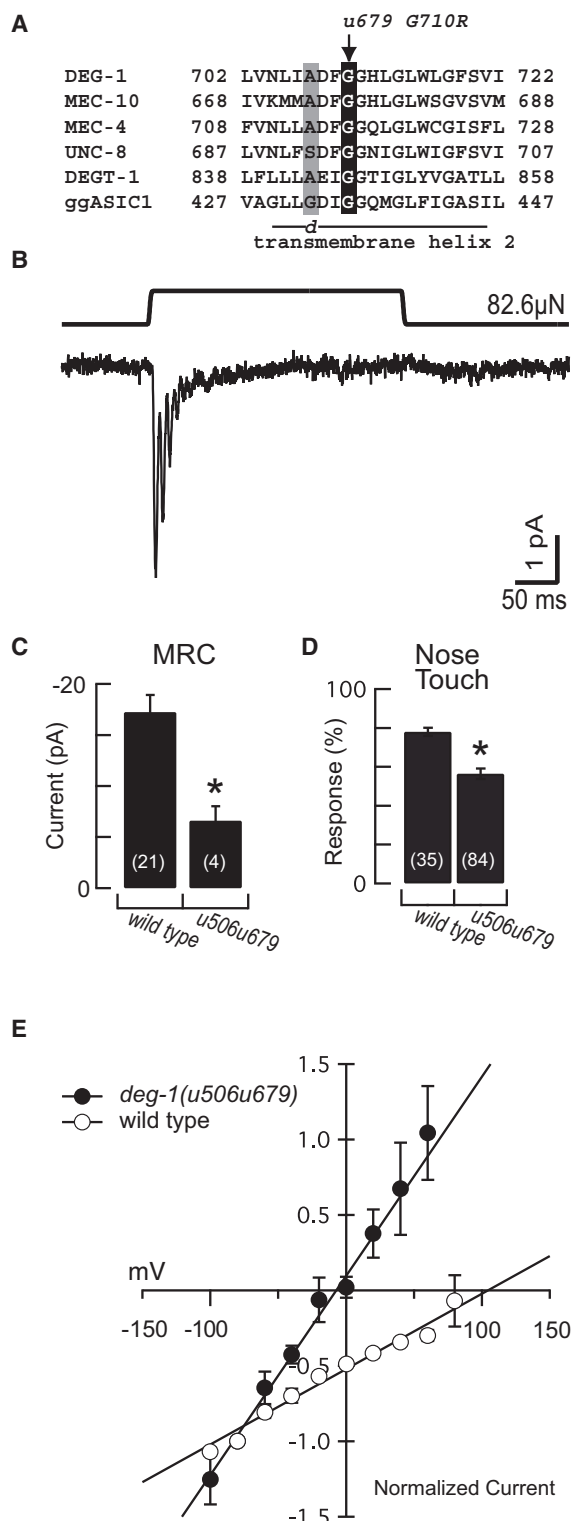 A
u679 G710R
DEG-1 702 LVNLIADFGGHLGLWLGFSVI 722
MEC-10 668 IVKMMADFGGHLGLWSGVSVM 688
MEC-4 708 FVNLLADFGGQLGLWCGISFL 728
UNC-8 687 LVNLFSDFGGNIGLWIGFSVI 707
DEGT-1 838 LFLLLAEIGGTIGLYVGATLL 858
ggASIC1 427 VAGLLGDIGGQMGLFIGASIL 447
d
transmembrane helix 2
B
82.6µN
1 pA
50 ms
C
MRC
-20
Current (pA)
0
(21)
*
(4)
wild type
u506u679
D
Nose
Touch
100
Response (%)
0
(35)
*
(84)
wild type
u506u679
E
deg-1(u506u679)
wild type
1.5
1.0
0.5
mV
-150 -100 100 150
-0.5
-1.0
-1.5
Normalized Current